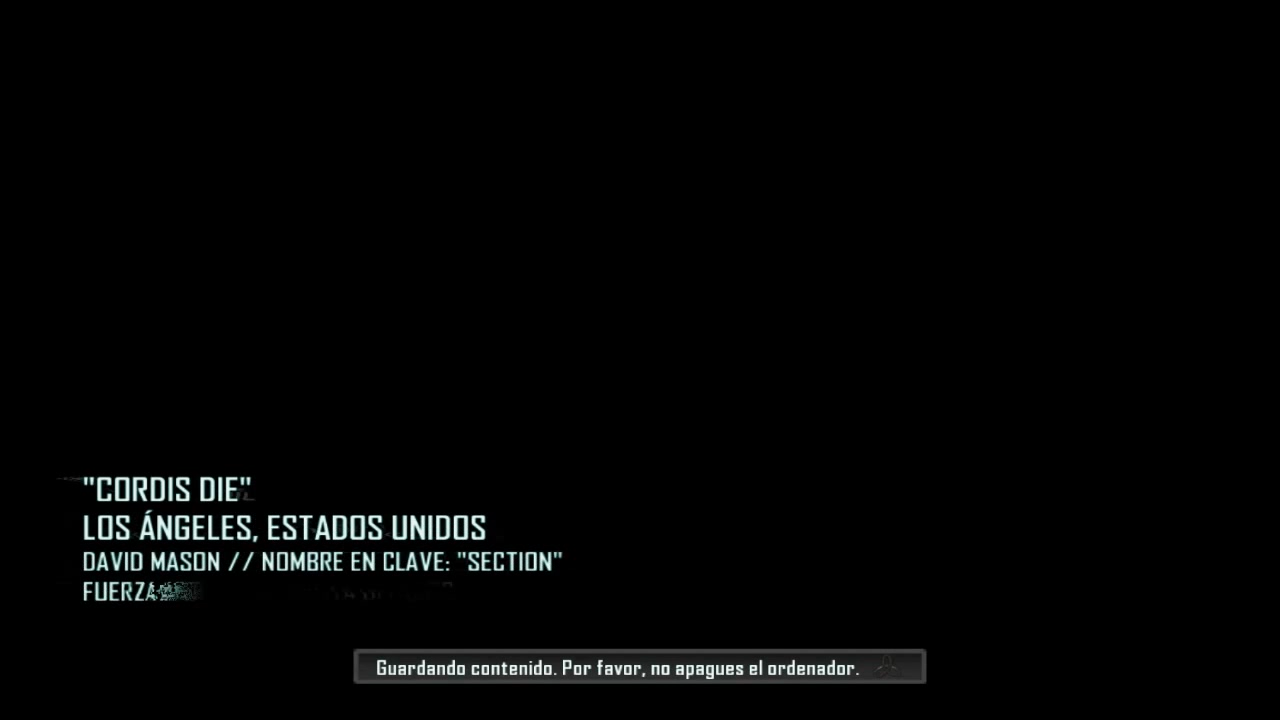 "CORDIS DIE"
LOS ÁNGELES, ESTADOS UNIDOS
DAVID MASON // NOMBRE EN CLAVE: "SECTION"
FUERZA
Guardando contenido. Por favor, no apagues el ordenador.